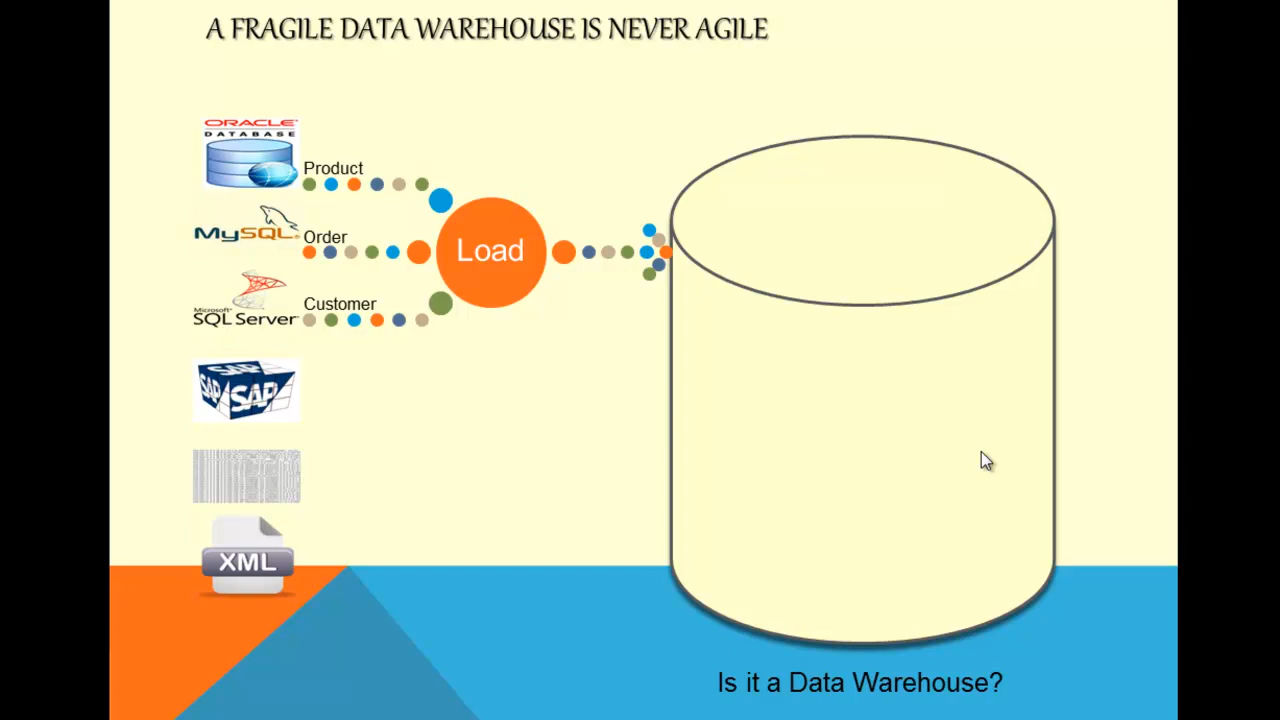 A FRAGILE DATA WAREHOUSE IS NEVER AGILE
ORACLE
DATABASE
Product
MySQL
Order
Load
Microsoft
SQL Server
Customer
SAP SAP
SAP
XML
Is it a Data Warehouse?